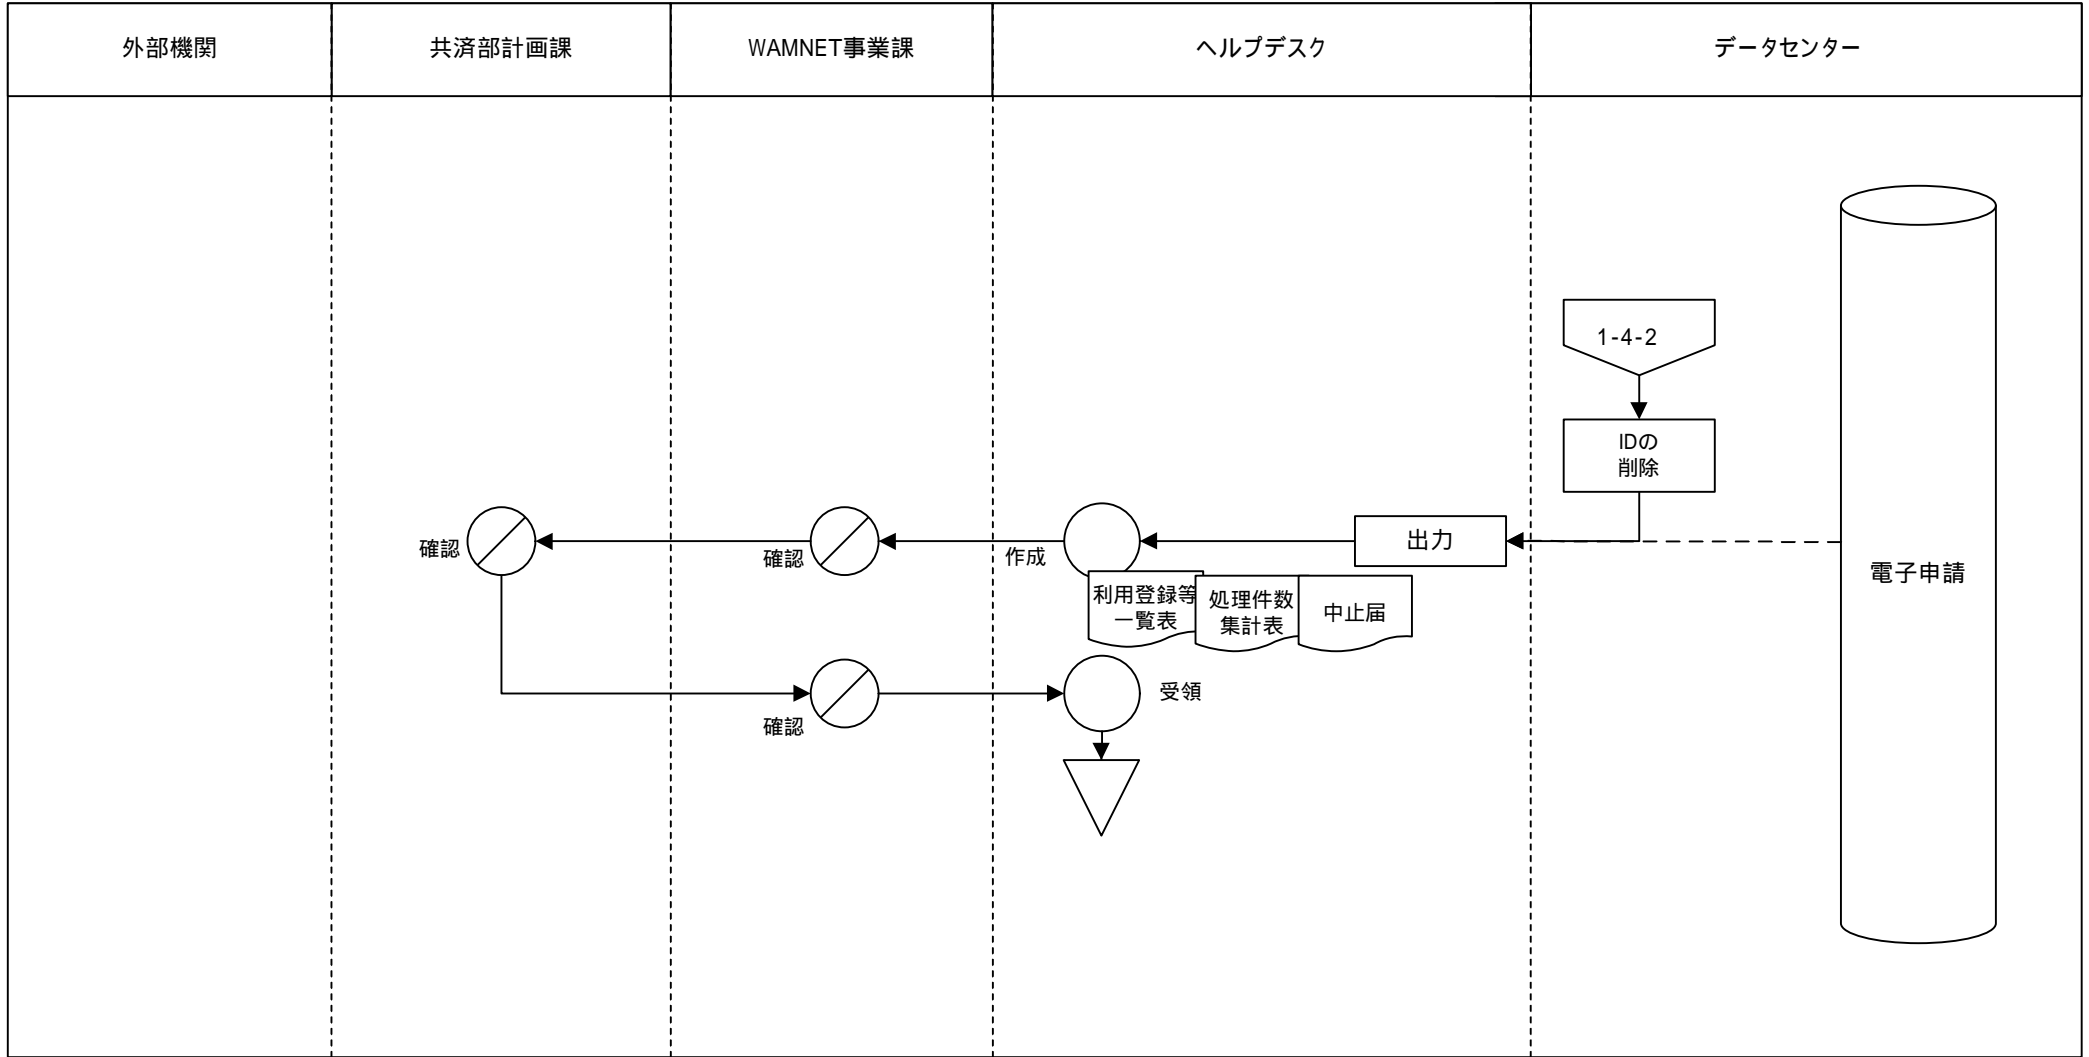 外部機関
共済部計画課
WAMNET事業課
ヘルプデスク
データセンター
1-4-2
IDの
削除
出力
電子申請
確認
確認
作成
利用登録等
一覧表
処理件数
集計表
中止届
確認
受領